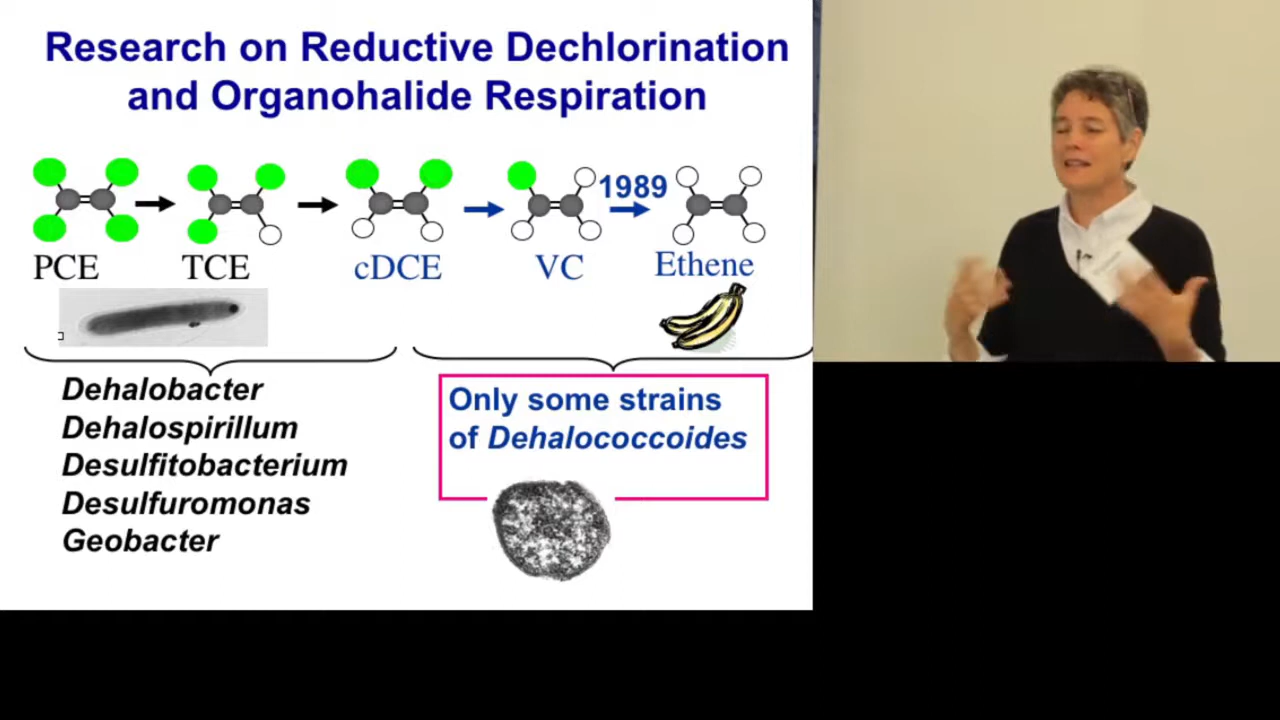 Research on Reductive Dechlorination
and Organohalide Respiration
1989
PCE
TCE
cDCE
VC
Ethene
Dehalobacter
Dehalospirillum
Desulfitobacterium
Desulfuromonas
Geobacter
Only some strains
of Dehalococcoides